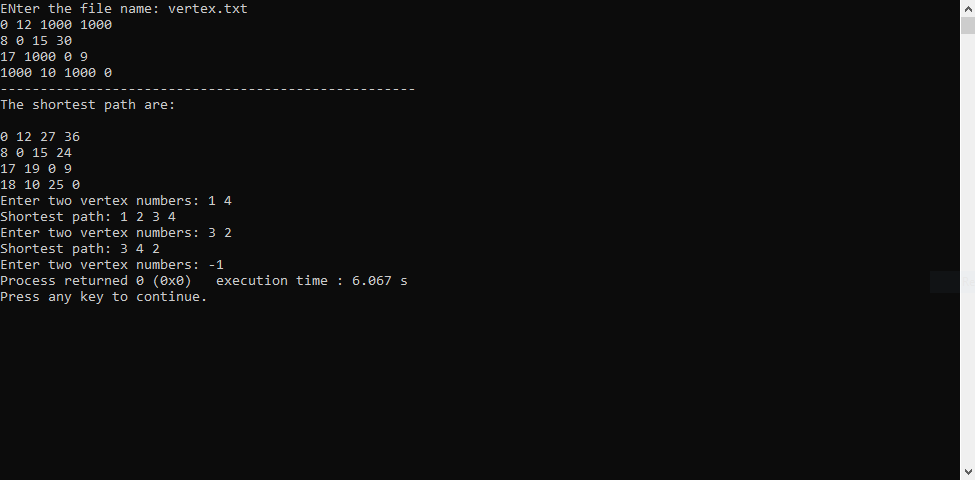 ENter the file name: vertex.txt
0 12 1000 1000
8 0 15 30
17 1000 0 9
1000 10 1000 0
----------------------------------------------------
The shortest path are:
0 12 27 36
8 0 15 24
17 19 0 9
18 10 25 0
Enter two vertex numbers: 1 4
Shortest path: 1 2 3 4
Enter two vertex numbers: 3 2
Shortest path: 3 4 2
Enter two vertex numbers: -1
Process returned 0 (0x0)   execution time : 6.067 s
Press any key to continue.